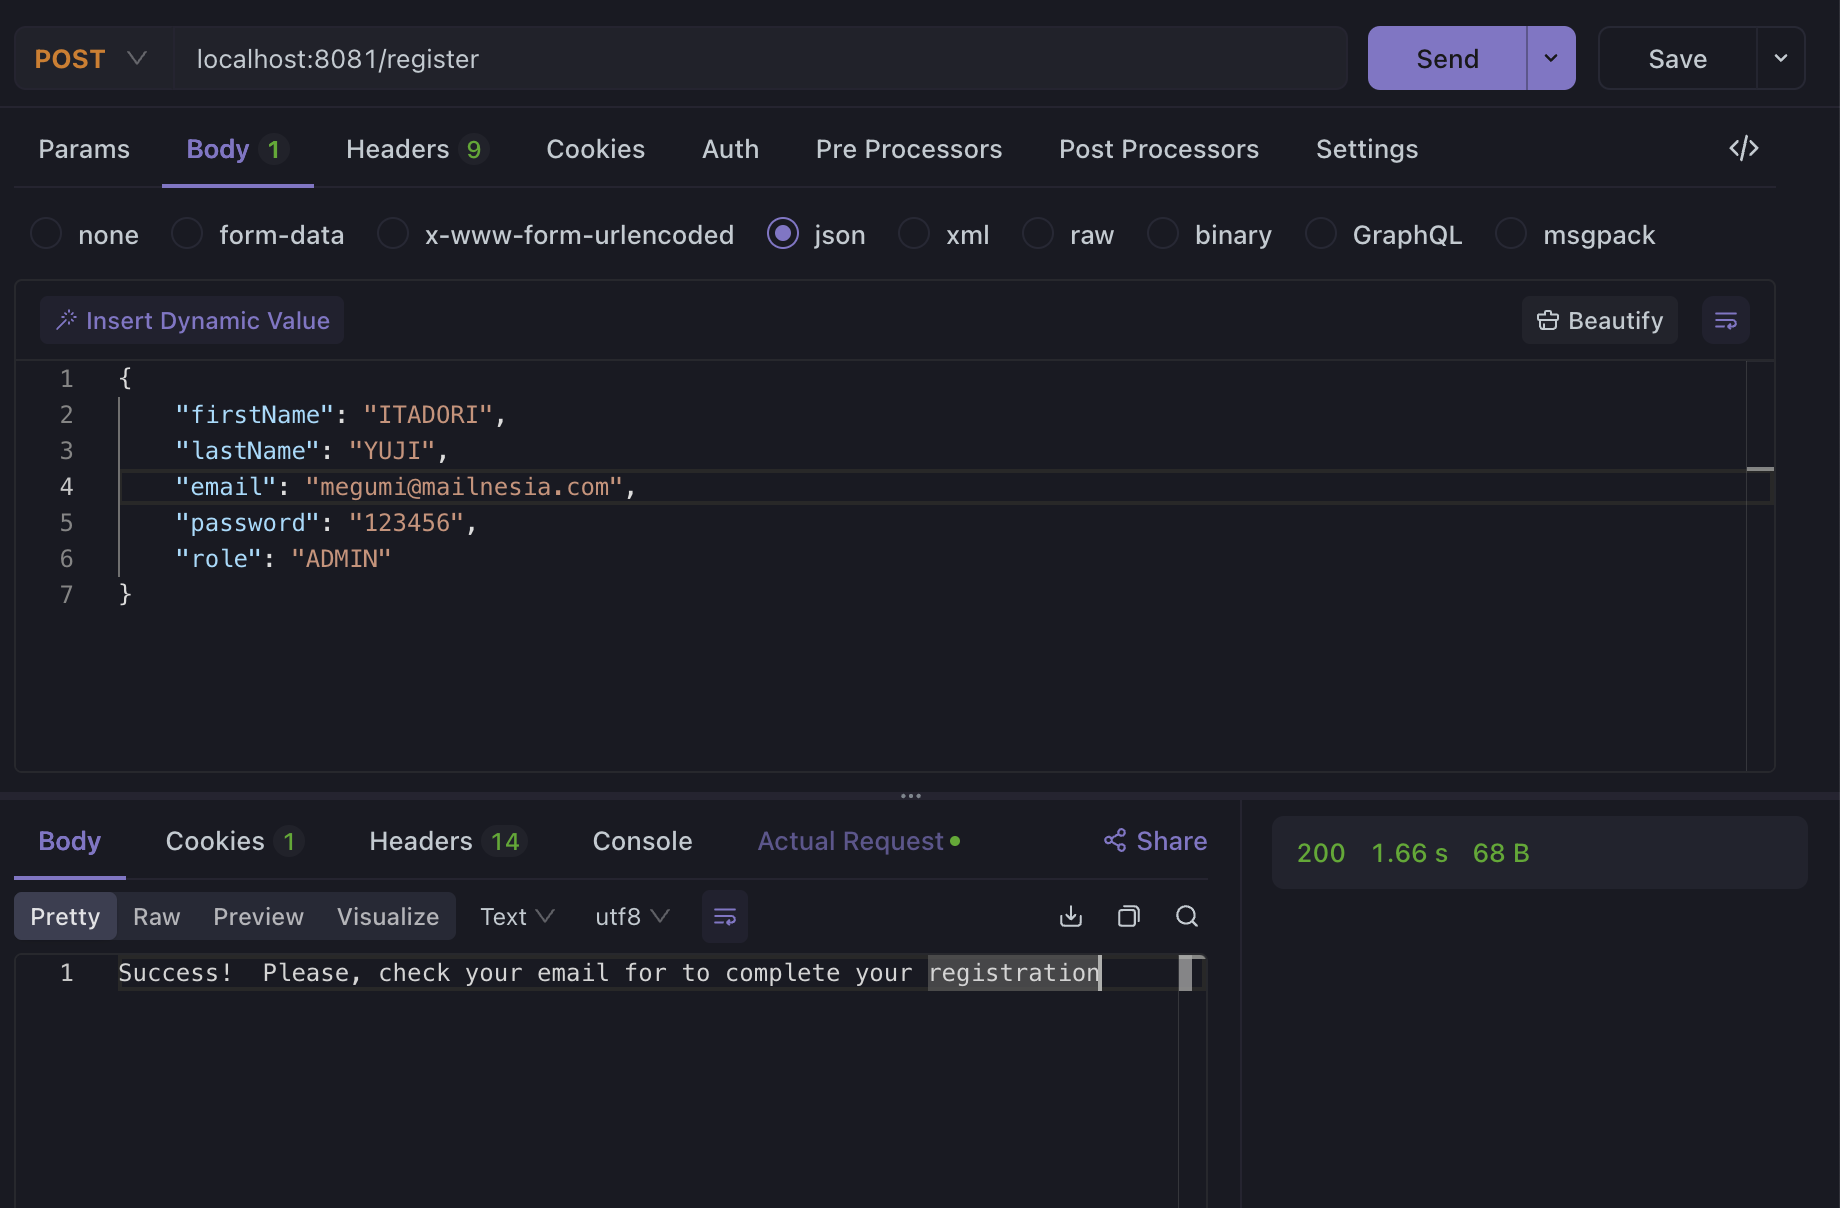 POST localhost:8081/register Send Save
Params Body 1 Headers 9 Cookies Auth Pre Processors Post Processors Settings </>
none form-data x-www-form-urlencoded json xml raw binary GraphQL msgpack
Insert Dynamic Value Beautify
1 {
2 "firstName": "ITADORI",
3 "lastName": "YUJI",
4 "email": "megumi@mailnesia.com",
5 "password": "123456",
6 "role": "ADMIN"
7 }
Body Cookies 1 Headers 14 Console Actual Request Share
200 1.66 s 68 B
Pretty Raw Preview Visualize Text utf8
1 Success!  Please, check your email for to complete your registration